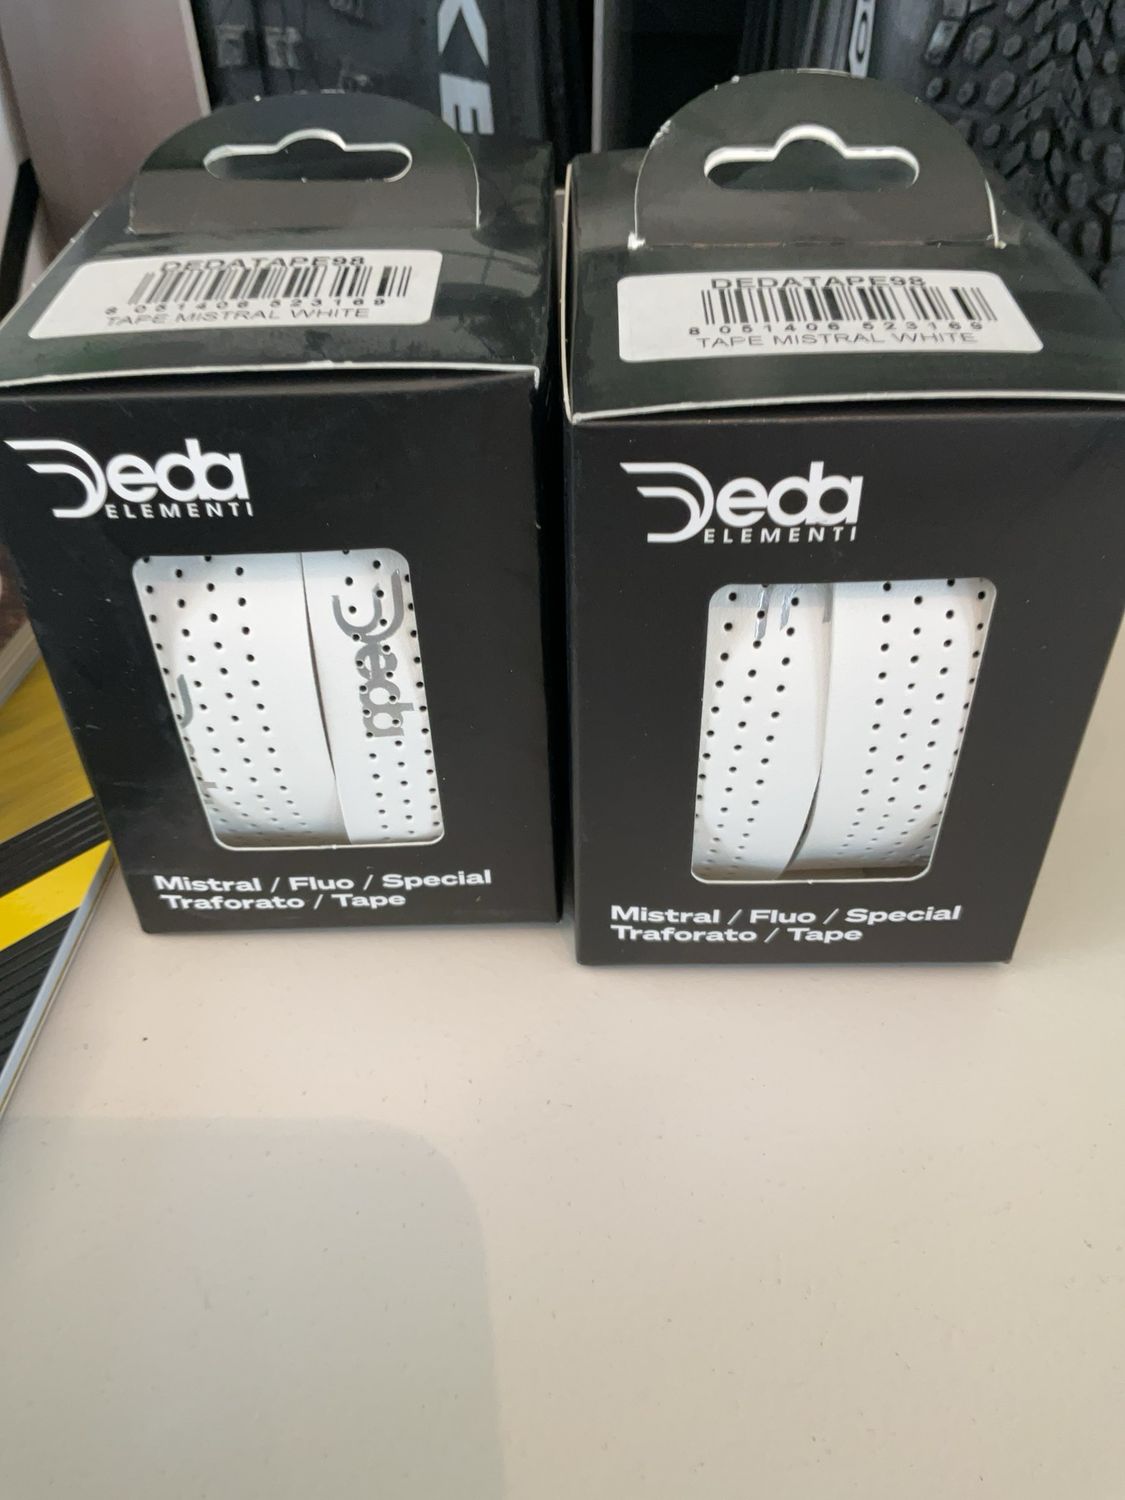 KE
DEDATAPE98
8 051406 523169
TAPE MISTRAL WHITE
Deda
ELEMENTI
Deda
Mistral / Fluo / Special
Traforato / Tape
DEDATAPE98
8 051406 523169
TAPE MISTRAL WHITE
Deda
ELEMENTI
Mistral / Fluo / Special
Traforato / Tape